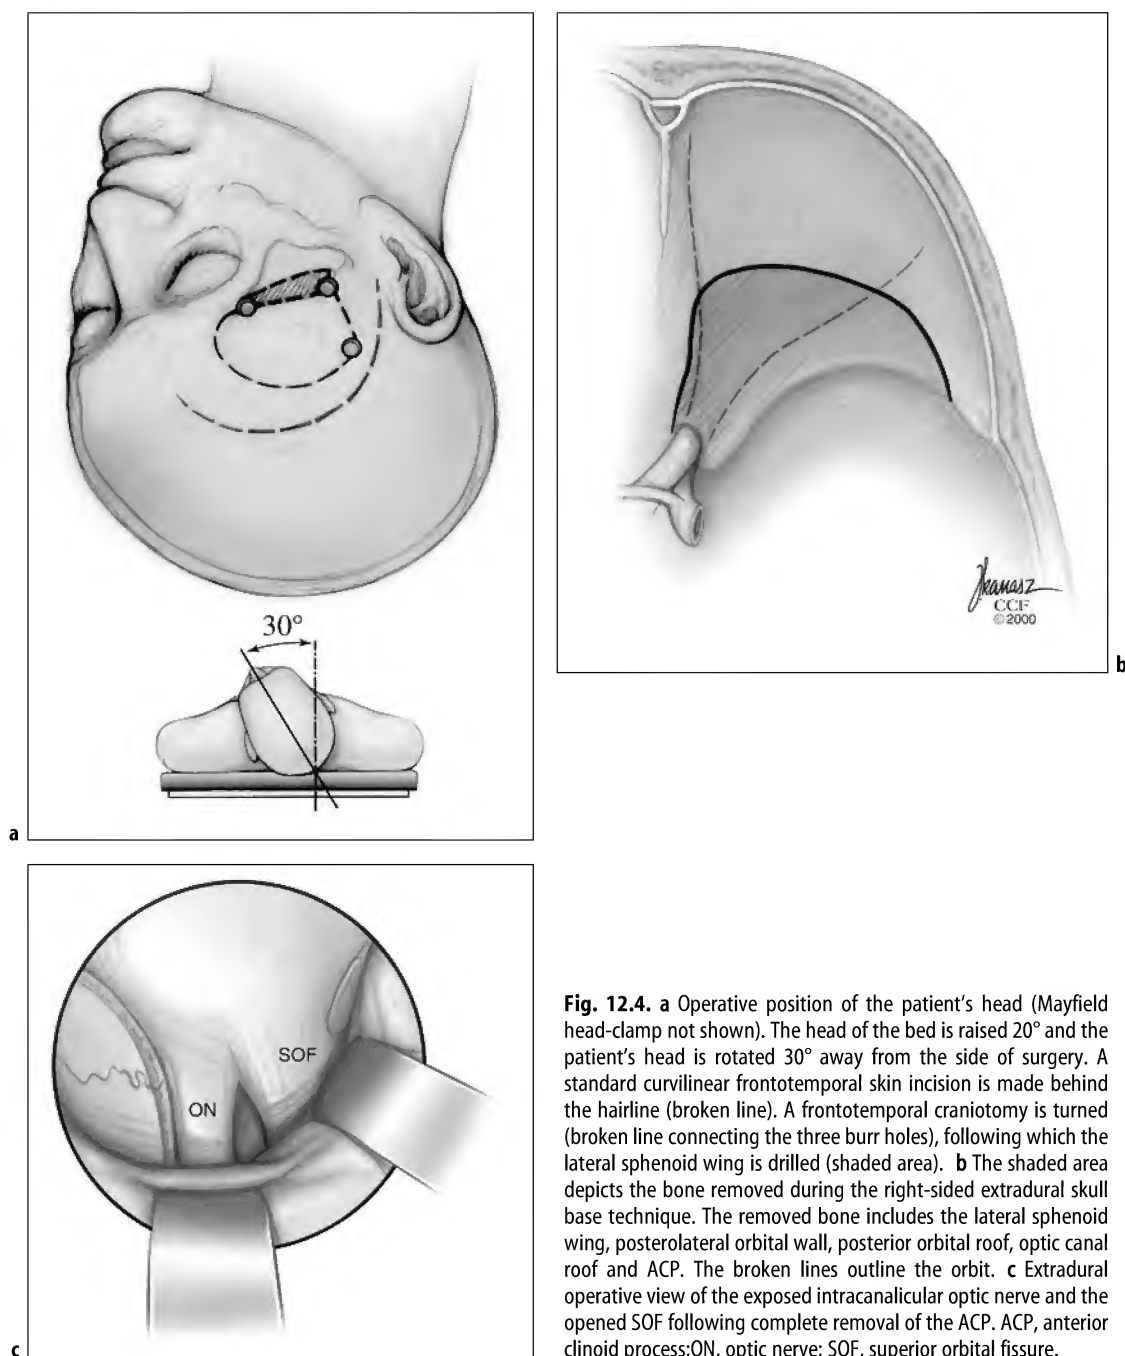 30°
a
Jkanasz
CCF
©2000
b
SOF
ON
c
Fig. 12.4. a Operative position of the patient's head (Mayfield
head-clamp not shown). The head of the bed is raised 20° and the
patient's head is rotated 30° away from the side of surgery. A
standard curvilinear frontotemporal skin incision is made behind
the hairline (broken line). A frontotemporal craniotomy is turned
(broken line connecting the three burr holes), following which the
lateral sphenoid wing is drilled (shaded area). b The shaded area
depicts the bone removed during the right-sided extradural skull
base technique. The removed bone includes the lateral sphenoid
wing, posterolateral orbital wall, posterior orbital roof, optic canal
roof and ACP. The broken lines outline the orbit. c Extradural
operative view of the exposed intracanalicular optic nerve and the
opened SOF following complete removal of the ACP. ACP, anterior
clinoid process;ON, optic nerve; SOF, superior orbital fissure.